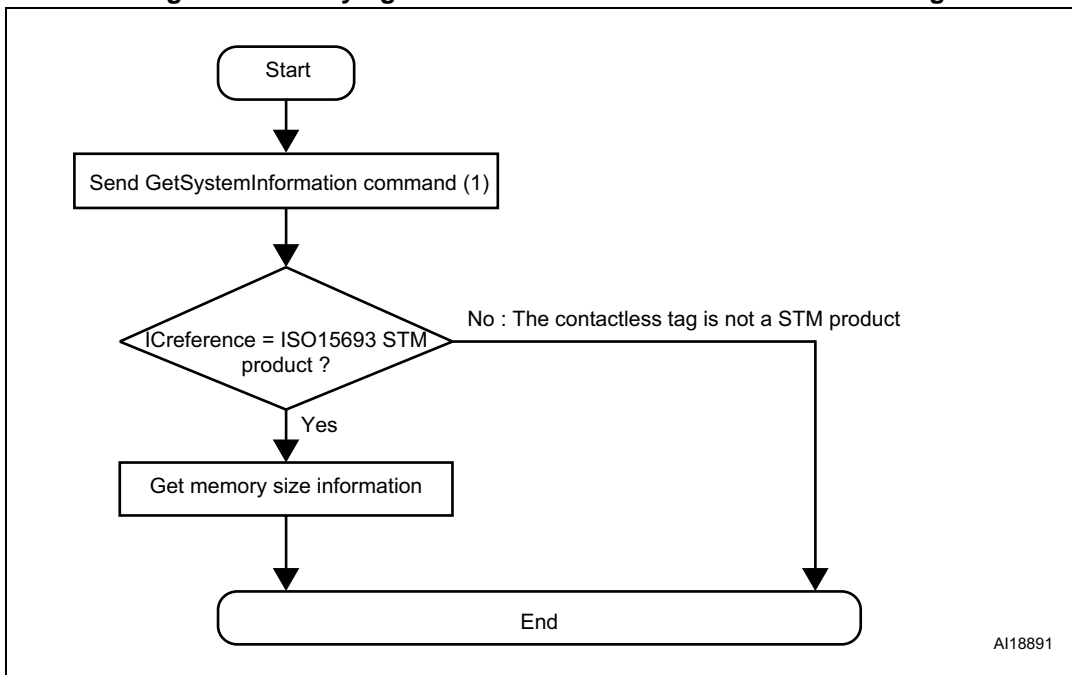 Start
Send GetSystemInformation command (1)
ICreference = ISO15693 STM
product ?
No : The contactless tag is not a STM product
Yes
Get memory size information
End
AI18891